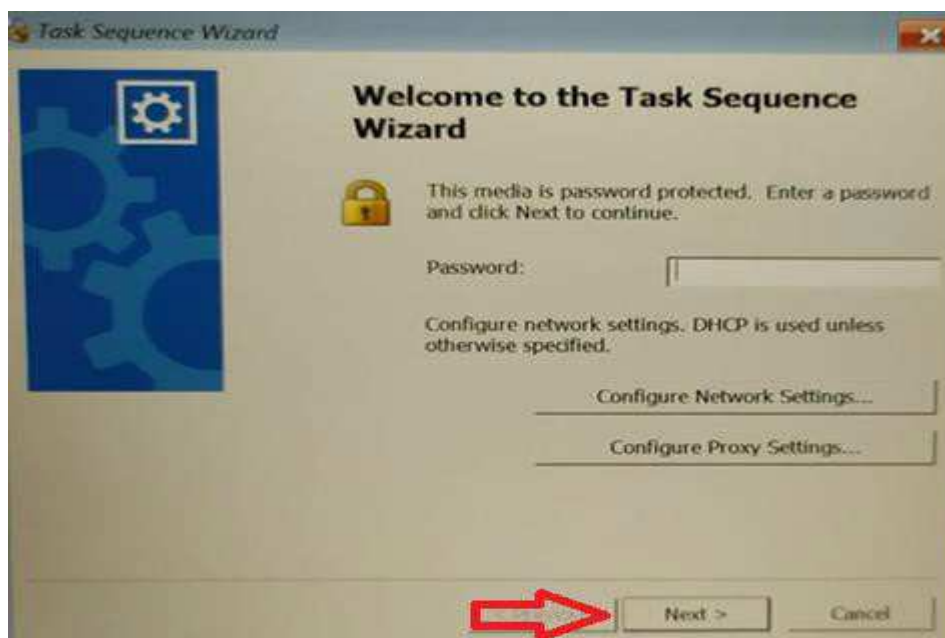 Task Sequence Wizard
Welcome to the Task Sequence
Wizard
This media is password protected. Enter a password
and click Next to continue.
Password:
Configure network settings. DHCP is used unless
otherwise specified.
Configure Network Settings...
Configure Proxy Settings...
Next >
Cancel